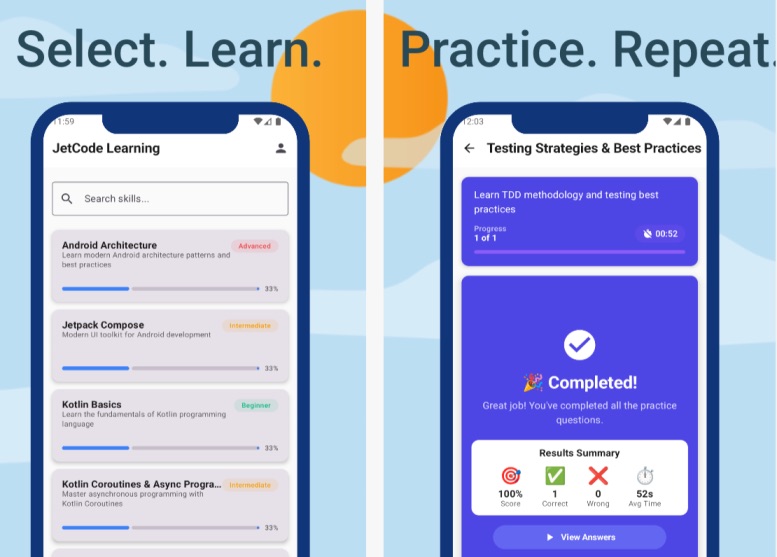 Select. Learn.
11:59
JetCode Learning
Search skills...
Android Architecture
Advanced
Learn modern Android architecture patterns and
best practices
33%
Jetpack Compose
Intermediate
Modern UI toolkit for Android development
33%
Kotlin Basics
Beginner
Learn the fundamentals of Kotlin programming
language
33%
Kotlin Coroutines & Async Progra...
Intermediate
Master asynchronous programming with
Kotlin Coroutines
33%
Practice. Repeat.
12:03
Testing Strategies & Best Practices
Learn TDD methodology and testing best
practices
Progress
1 of 1
00:52
Completed!
Great job! You've completed all the practice
questions.
Results Summary
100%
Score
1
Correct
0
Wrong
52s
Avg Time
View Answers